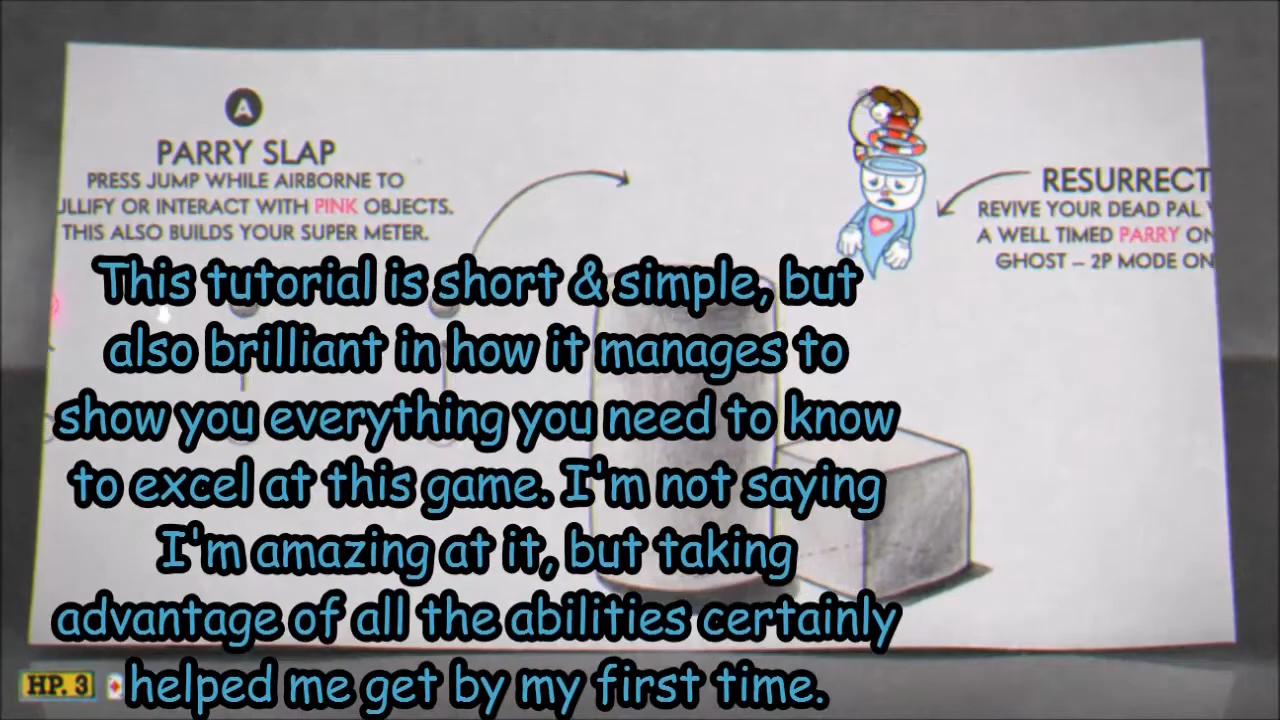 A
PARRY SLAP
PRESS JUMP WHILE AIRBORNE TO
ULLIFY OR INTERACT WITH PINK OBJECTS.
THIS ALSO BUILDS YOUR SUPER METER.
RESURRECT
REVIVE YOUR DEAD PAL
A WELL TIMED PARRY ON
GHOST – 2P MODE ON
This tutorial is short & simple, but
also brilliant in how it manages to
show you everything you need to know
to excel at this game. I'm not saying
I'm amazing at it, but taking
advantage of all the abilities certainly
helped me get by my first time.
HP. 3